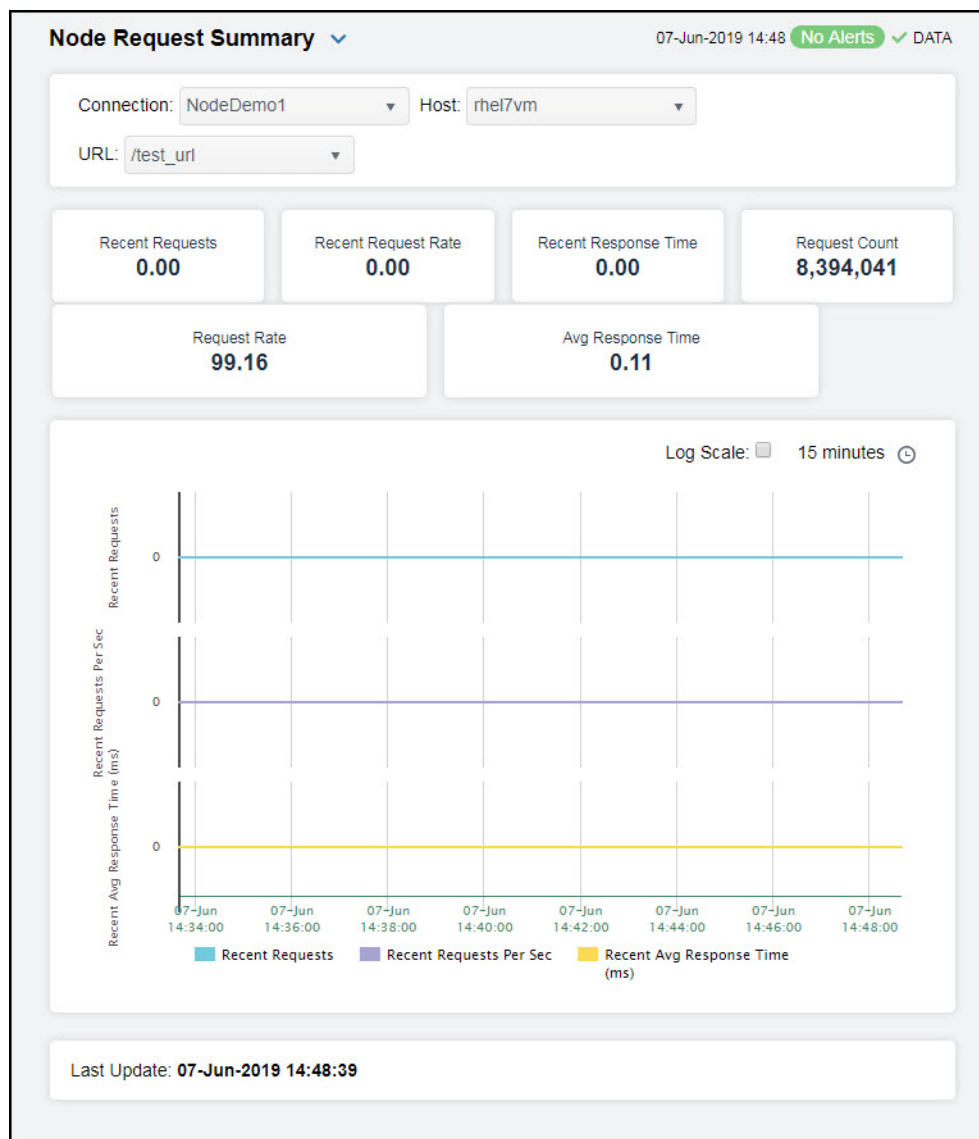 Node Request Summary
07-Jun-2019 14:48 No Alerts DATA
Connection: NodeDemo1 Host: rhel7vm
URL: /test_url
Recent Requests
0.00
Recent Request Rate
0.00
Recent Response Time
0.00
Request Count
8,394,041
Request Rate
99.16
Avg Response Time
0.11
Log Scale: 15 minutes
Recent Requests
0
Recent Requests Per Sec
0
Recent Avg Response Time (ms)
0
07-Jun 07-Jun 07-Jun 07-Jun 07-Jun 07-Jun 07-Jun 07-Jun
14:34:00 14:36:00 14:38:00 14:40:00 14:42:00 14:44:00 14:46:00 14:48:00
Recent Requests Recent Requests Per Sec Recent Avg Response Time
(ms)
Last Update: 07-Jun-2019 14:48:39